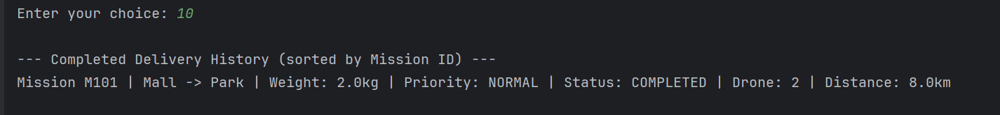 Enter your choice: 10
--- Completed Delivery History (sorted by Mission ID) ---
Mission M101 | Mall -> Park | Weight: 2.0kg | Priority: NORMAL | Status: COMPLETED | Drone: 2 | Distance: 8.0km